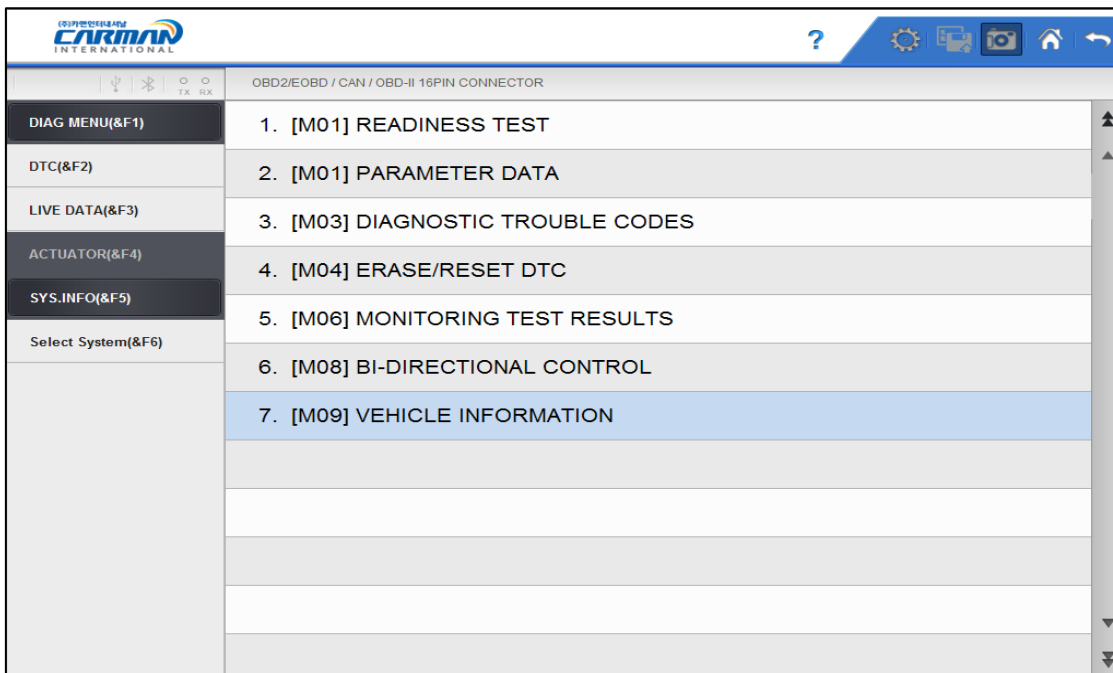 (주)카맨인터내셔날
CARMAN
INTERNATIONAL
?
TX RX
OBD2/EOBD / CAN / OBD-II 16PIN CONNECTOR
DIAG MENU(&F1)
DTC(&F2)
LIVE DATA(&F3)
ACTUATOR(&F4)
SYS.INFO(&F5)
Select System(&F6)
1. [M01] READINESS TEST
2. [M01] PARAMETER DATA
3. [M03] DIAGNOSTIC TROUBLE CODES
4. [M04] ERASE/RESET DTC
5. [M06] MONITORING TEST RESULTS
6. [M08] BI-DIRECTIONAL CONTROL
7. [M09] VEHICLE INFORMATION